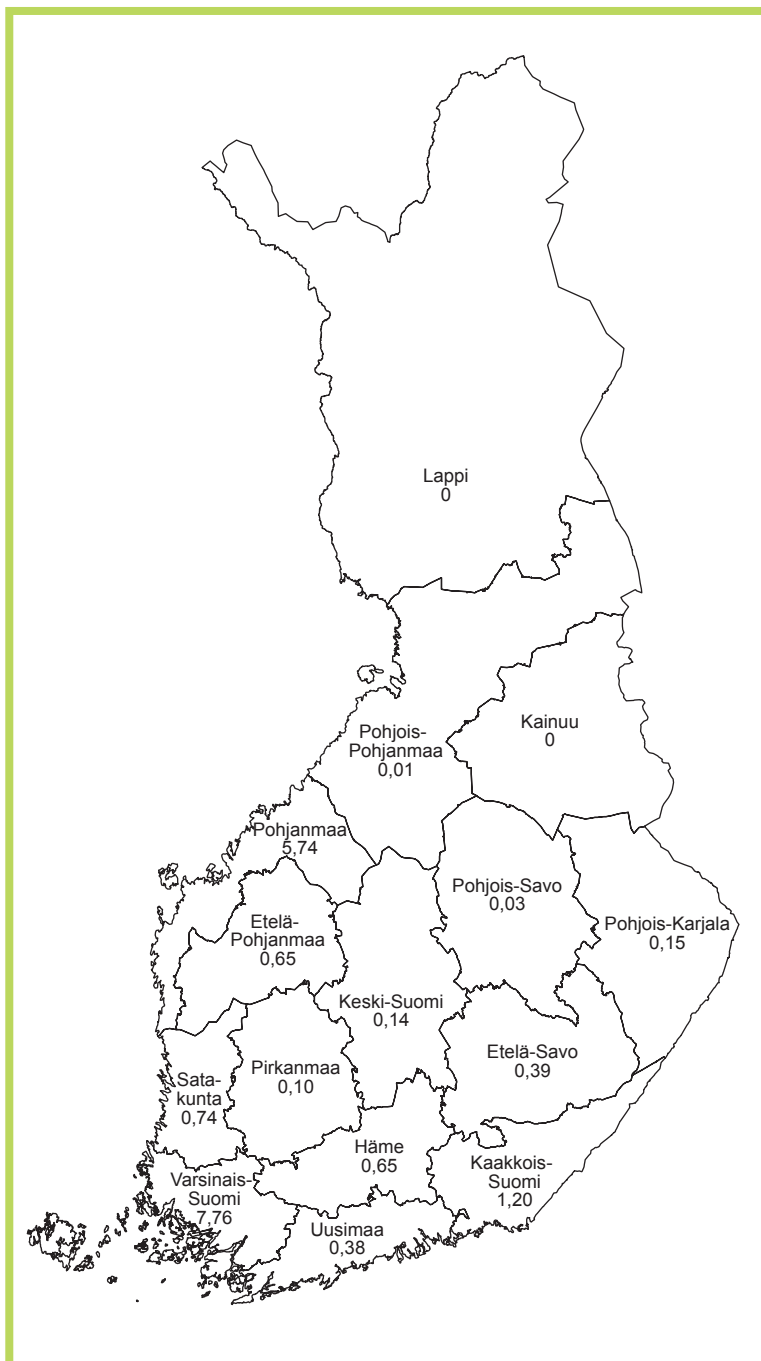 Lappi
0
Kainuu
0
Pohjois-
Pohjanmaa
0,01
Pohjanmaa
5,74
Pohjois-Savo
0,03
Pohjois-Karjala
0,15
Etelä-
Pohjanmaa
0,65
Keski-Suomi
0,14
Etelä-Savo
0,39
Pirkanmaa
0,10
Sata-
kunta
0,74
Häme
0,65
Kaakkois-
Suomi
1,20
Varsinais-
Suomi
7,76
Uusimaa
0,38